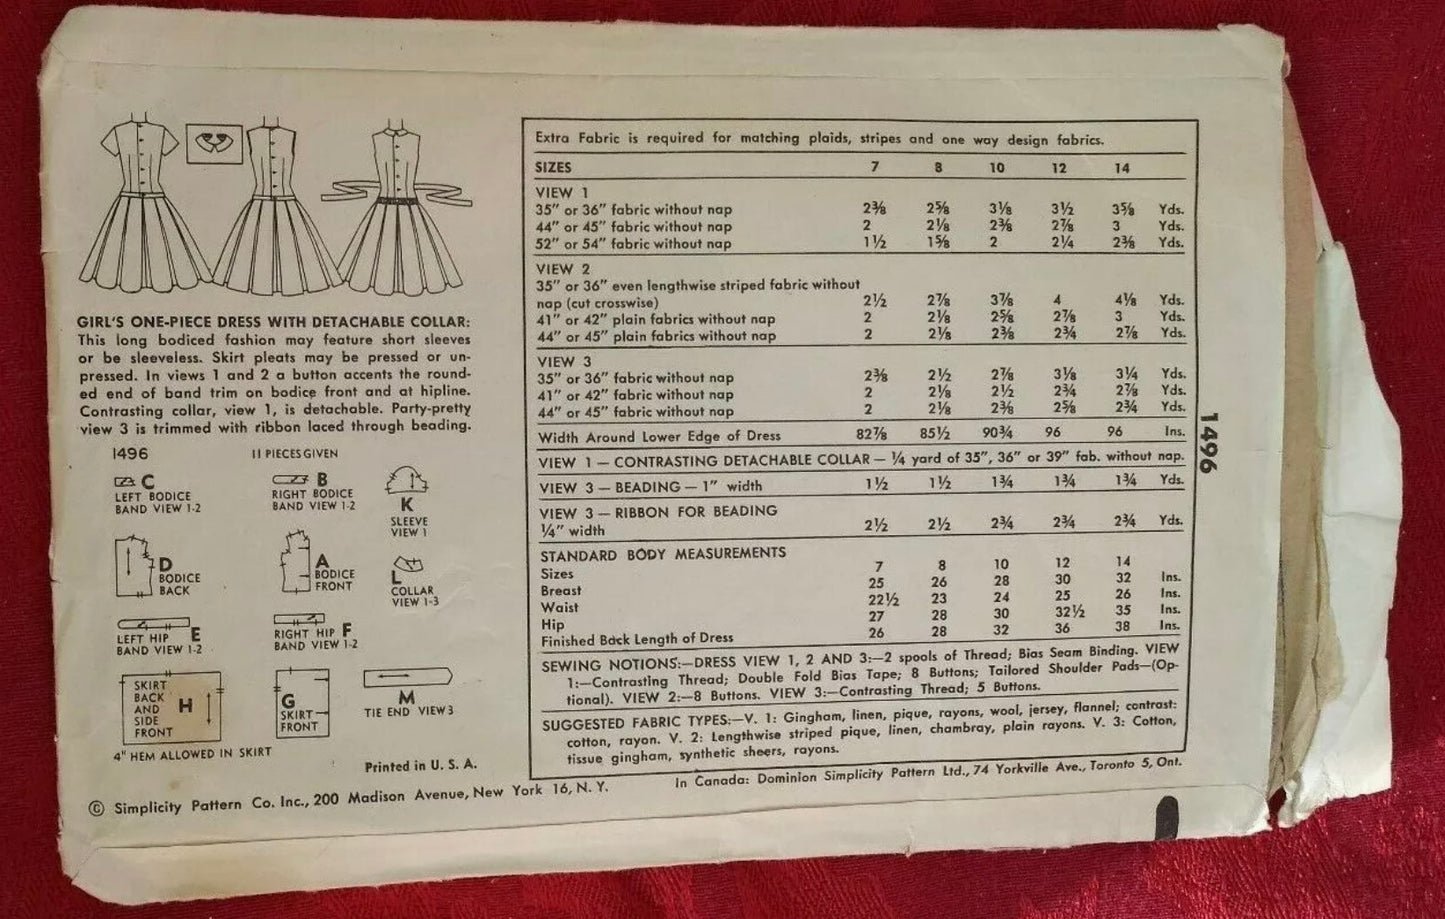 GIRL'S ONE-PIECE DRESS WITH DETACHABLE COLLAR:
This long bodiced fashion may feature short sleeves
or be sleeveless. Skirt pleats may be pressed or un-
pressed. In views 1 and 2 a button accents the round-
ed end of band trim on bodice front and at hipline.
Contrasting collar, view 1, is detachable. Party-pretty
view 3 is trimmed with ribbon laced through beading.
1496 11 PIECES GIVEN
C
LEFT BODICE
BAND VIEW 1-2
B
RIGHT BODICE
BAND VIEW 1-2
K
SLEEVE
VIEW 1
D
BODICE
BACK
A
BODICE
FRONT
L
COLLAR
VIEW 1-3
LEFT HIP E
BAND VIEW 1-2
RIGHT HIP F
BAND VIEW 1-2
SKIRT
BACK
AND H
SIDE
FRONT
G
SKIRT
FRONT
M
TIE END VIEW 3
4" HEM ALLOWED IN SKIRT
Printed in U. S. A.
© Simplicity Pattern Co. Inc., 200 Madison Avenue, New York 16, N. Y.
Extra Fabric is required for matching plaids, stripes and one way design fabrics.
SIZES 7 8 10 12 14
VIEW 1
35" or 36" fabric without nap 2⅜ 2⅝ 3⅛ 3½ 3⅝ Yds.
44" or 45" fabric without nap 2 2⅛ 2⅜ 2⅞ 3 Yds.
52" or 54" fabric without nap 1½ 1⅝ 2 2¼ 2⅜ Yds.
VIEW 2
35" or 36" even lengthwise striped fabric without
nap (cut crosswise) 2½ 2⅞ 3⅞ 4 4⅛ Yds.
41" or 42" plain fabrics without nap 2 2⅛ 2⅝ 2⅞ 3 Yds.
44" or 45" plain fabrics without nap 2 2⅛ 2⅜ 2¾ 2⅞ Yds.
VIEW 3
35" or 36" fabric without nap 2⅜ 2½ 2⅞ 3⅛ 3¼ Yds.
41" or 42" fabric without nap 2 2⅛ 2½ 2¾ 2⅞ Yds.
44" or 45" fabric without nap 2 2⅛ 2⅜ 2⅝ 2¾ Yds.
Width Around Lower Edge of Dress 82⅞ 85½ 90¾ 96 96 Ins.
VIEW 1 — CONTRASTING DETACHABLE COLLAR — ¼ yard of 35", 36" or 39" fab. without nap.
VIEW 3 — BEADING — 1" width 1½ 1½ 1¾ 1¾ 1¾ Yds.
VIEW 3 — RIBBON FOR BEADING
¼" width 2½ 2½ 2¾ 2¾ 2¾ Yds.
STANDARD BODY MEASUREMENTS
Sizes 7 8 10 12 14
Breast 25 26 28 30 32 Ins.
Waist 22½ 23 24 25 26 Ins.
Hip 27 28 30 32½ 35 Ins.
Finished Back Length of Dress 26 28 32 36 38 Ins.
SEWING NOTIONS:—DRESS VIEW 1, 2 AND 3:—2 spools of Thread; Bias Seam Binding. VIEW
1:—Contrasting Thread; Double Fold Bias Tape; 8 Buttons; Tailored Shoulder Pads—(Op-
tional). VIEW 2:—8 Buttons. VIEW 3:—Contrasting Thread; 5 Buttons.
SUGGESTED FABRIC TYPES:—V. 1: Gingham, linen, pique, rayons, wool, jersey, flannel; contrast:
cotton, rayon. V. 2: Lengthwise striped pique, linen, chambray, plain rayons. V. 3: Cotton,
tissue gingham, synthetic sheers, rayons.
In Canada: Dominion Simplicity Pattern Ltd., 74 Yorkville Ave., Toronto 5, Ont.
1496